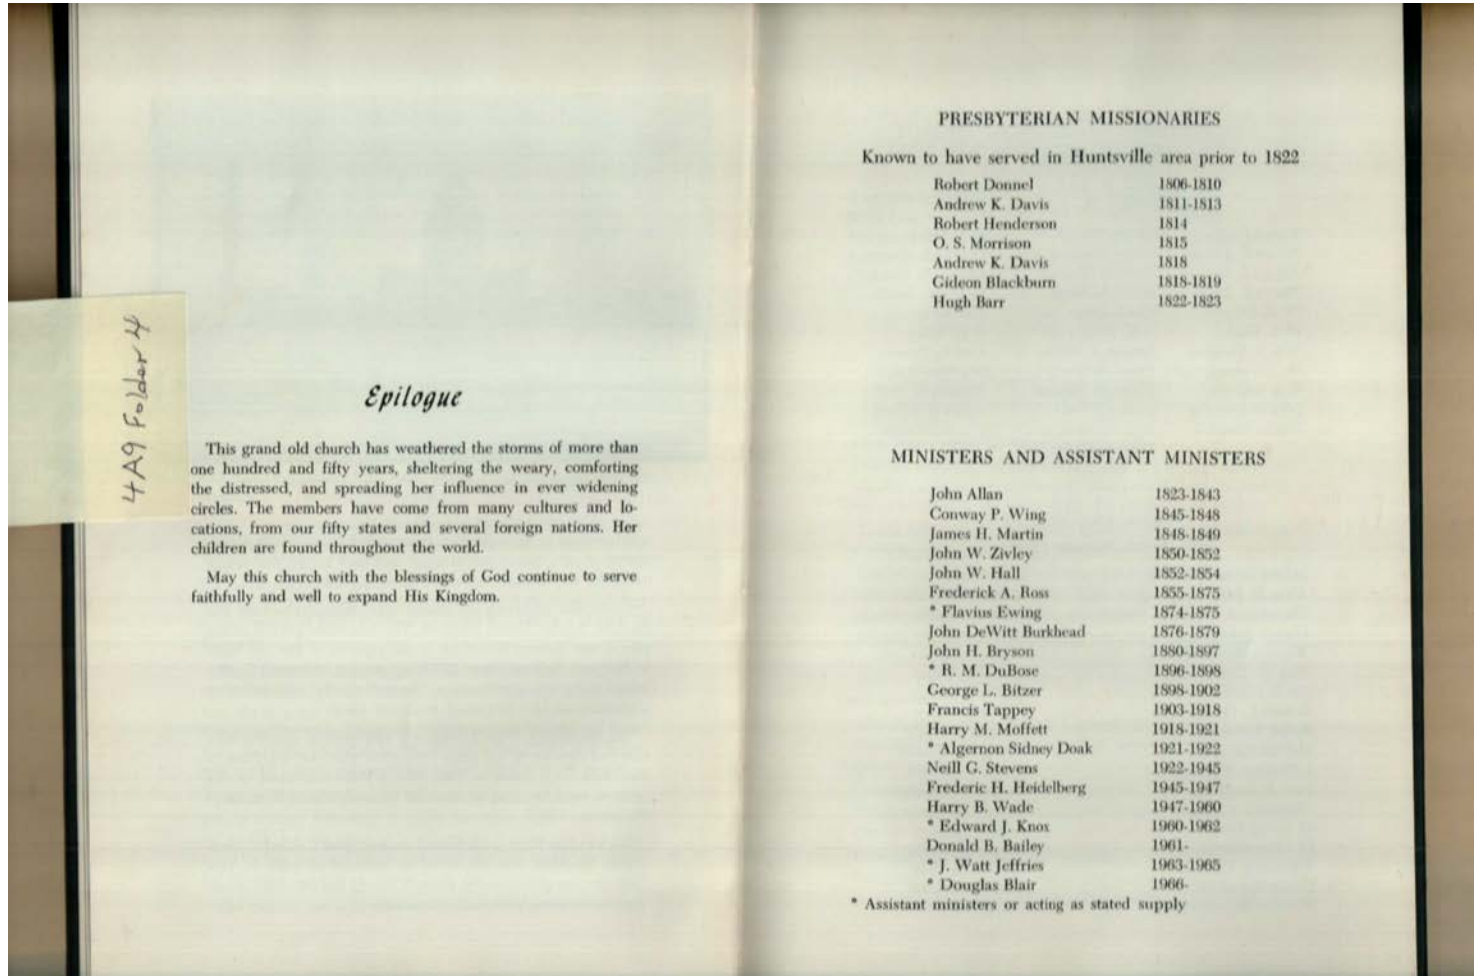 4A9 Folder 4
Epilogue
This grand old church has weathered the storms of more than
one hundred and fifty years, sheltering the weary, comforting
the distressed, and spreading her influence in ever widening
circles. The members have come from many cultures and lo-
cations, from our fifty states and several foreign nations. Her
children are found throughout the world.
May this church with the blessings of God continue to serve
faithfully and well to expand His Kingdom.
PRESBYTERIAN MISSIONARIES
Known to have served in Huntsville area prior to 1822
Robert Donnel 1806-1810
Andrew K. Davis 1811-1813
Robert Henderson 1814
O. S. Morrison 1815
Andrew K. Davis 1818
Gideon Blackburn 1818-1819
Hugh Barr 1822-1823
MINISTERS AND ASSISTANT MINISTERS
John Allan 1823-1843
Conway P. Wing 1845-1848
James H. Martin 1848-1849
John W. Zivley 1850-1852
John W. Hall 1852-1854
Frederick A. Ross 1855-1875
* Flavius Ewing 1874-1875
John DeWitt Burkhead 1876-1879
John H. Bryson 1880-1897
* R. M. DuBose 1896-1898
George L. Bitzer 1898-1902
Francis Tappey 1903-1918
Harry M. Moffett 1918-1921
* Algernon Sidney Doak 1921-1922
Neill G. Stevens 1922-1945
Frederic H. Heidelberg 1945-1947
Harry B. Wade 1947-1960
* Edward J. Knox 1960-1962
Donald B. Bailey 1961-
* J. Watt Jeffries 1963-1965
* Douglas Blair 1966-
* Assistant ministers or acting as stated supply